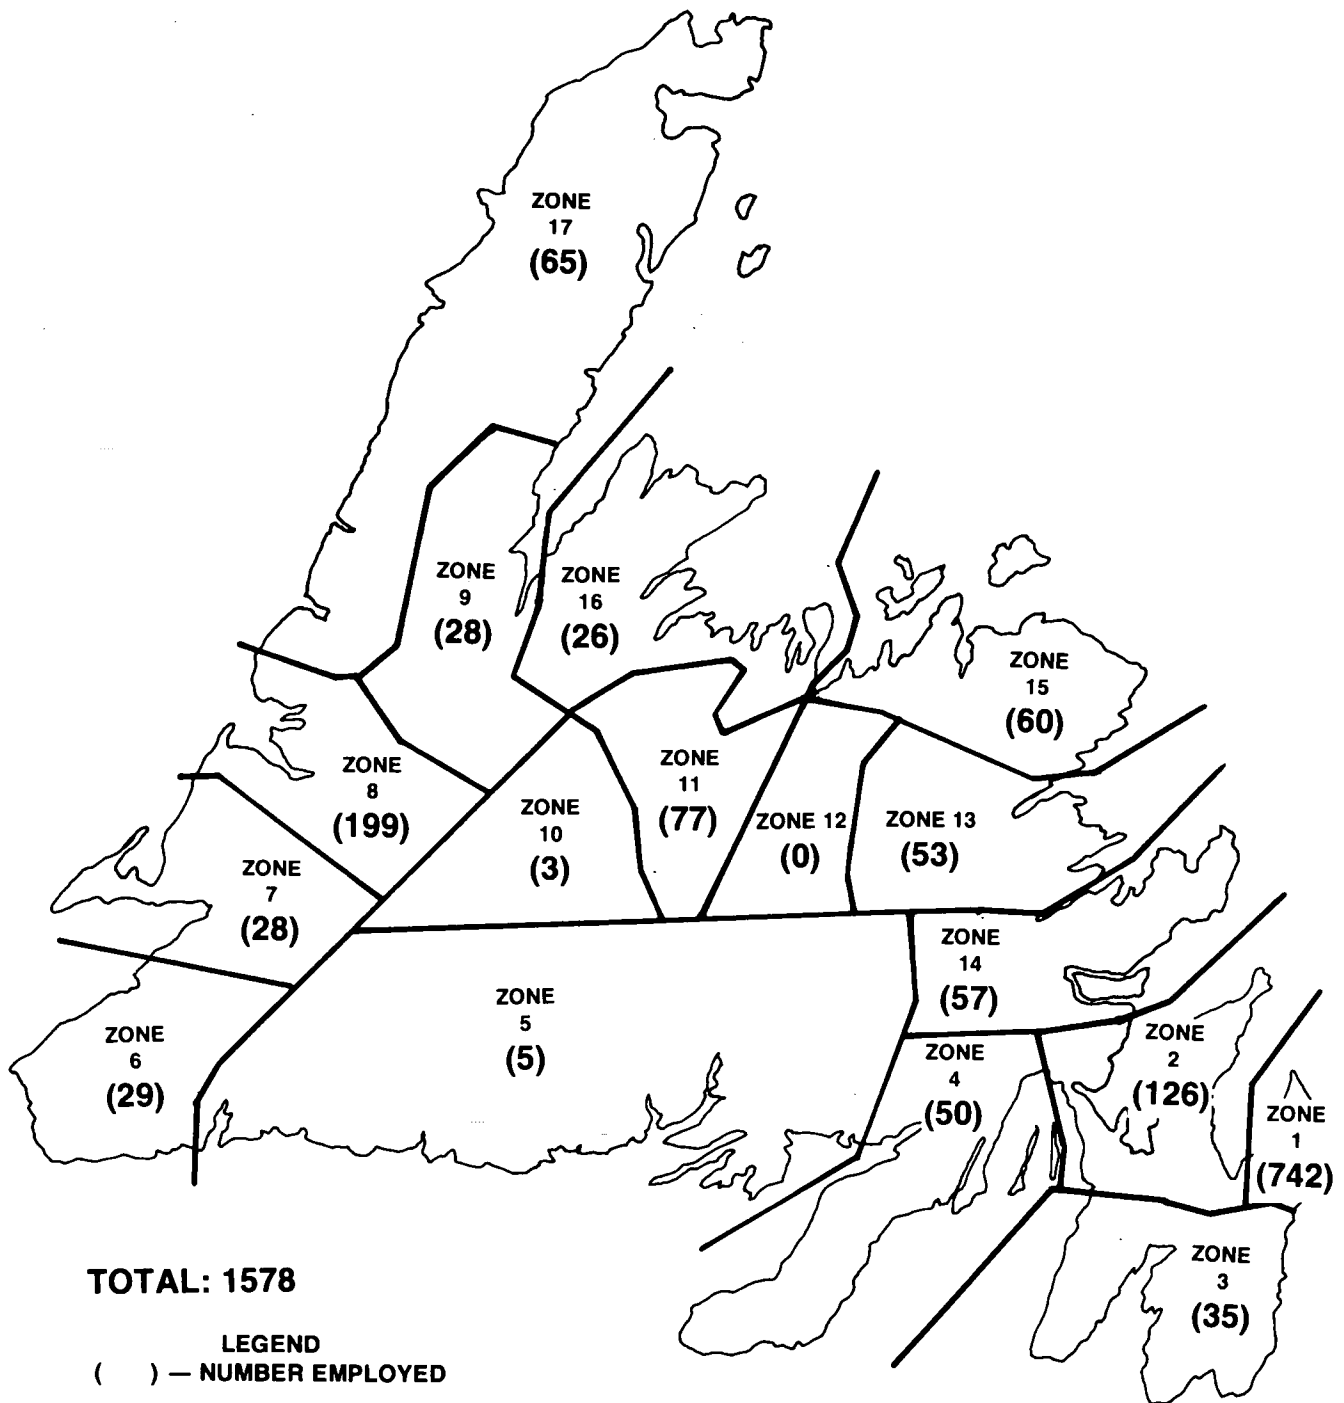 ZONE
17
(65)
ZONE
9
(28)
ZONE
16
(26)
ZONE
15
(60)
ZONE
8
(199)
ZONE
11
(77)
ZONE
10
(3)
ZONE 12
(0)
ZONE 13
(53)
ZONE
7
(28)
ZONE
14
(57)
ZONE
5
(5)
ZONE
6
(29)
ZONE
4
(50)
ZONE
2
(126)
ZONE
1
(742)
ZONE
3
(35)
TOTAL: 1578
LEGEND
( ) — NUMBER EMPLOYED